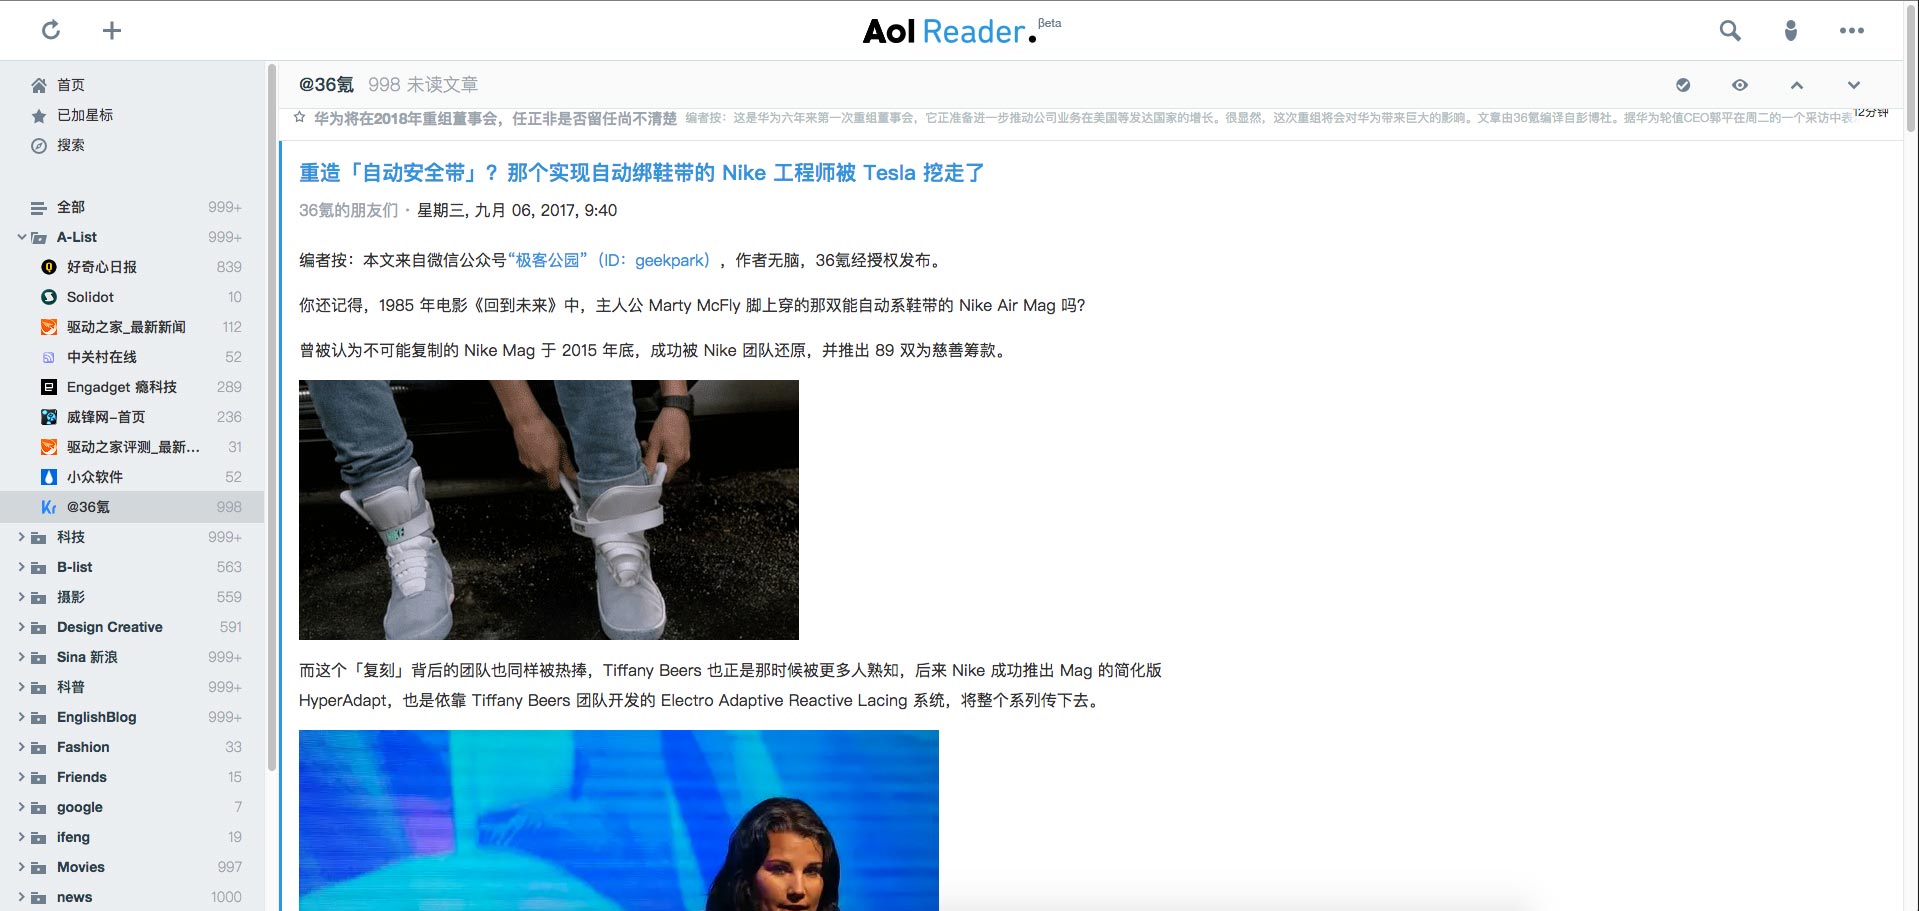 Aol Reader. βeta
首页
已加星标
搜索
全部 999+
A-List 999+
好奇心日报 839
Solidot 10
驱动之家_最新新闻 112
中关村在线 52
Engadget 瘾科技 289
威锋网-首页 236
驱动之家评测_最新... 31
小众软件 52
Kr @36氪 998
科技 999+
B-list 563
摄影 559
Design Creative 591
Sina 新浪 999+
科普 999+
EnglishBlog 999+
Fashion 33
Friends 15
google 7
ifeng 19
Movies 997
news 1000
@36氪 998 未读文章
华为将在2018年重组董事会，任正非是否留任尚不清楚 编者按：这是华为六年来第一次重组董事会，它正准备进一步推动公司业务在美国等发达国家的增长。很显然，这次重组将会对华为带来巨大的影响。文章由36氪编译自彭博社。据华为轮值CEO郭平在周二的一个采访中表 12分钟
重造「自动安全带」？那个实现自动绑鞋带的 Nike 工程师被 Tesla 挖走了
36氪的朋友们 · 星期三, 九月 06, 2017, 9:40
编者按：本文来自微信公众号“极客公园”（ID：geekpark），作者无脑，36氪经授权发布。
你还记得，1985 年电影《回到未来》中，主人公 Marty McFly 脚上穿的那双能自动系鞋带的 Nike Air Mag 吗?
曾被认为不可能复制的 Nike Mag 于 2015 年底，成功被 Nike 团队还原，并推出 89 双为慈善筹款。
NIKE
而这个「复刻」背后的团队也同样被热捧，Tiffany Beers 也正是那时候被更多人熟知，后来 Nike 成功推出 Mag 的简化版
HyperAdapt，也是依靠 Tiffany Beers 团队开发的 Electro Adaptive Reactive Lacing 系统，将整个系列传下去。